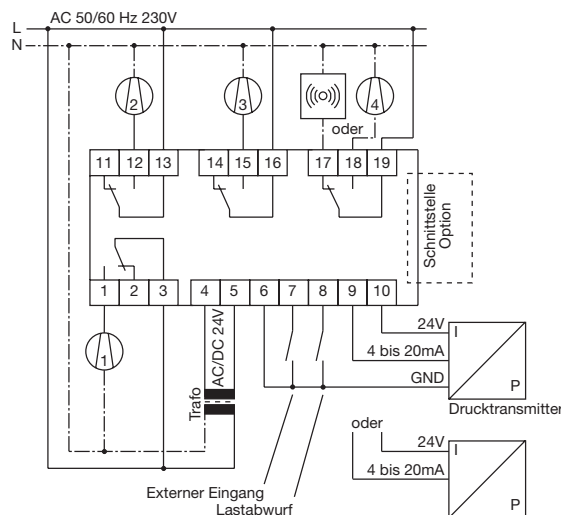 AC 50/60 Hz 230V
L
N
2
3
4
oder
11 12 13 14 15 16 17 18 19
Schnittstelle
Option
1 2 3 4 5 6 7 8 9 10
AC/DC 24V
Trafo
1
24V
I
4 bis 20mA
GND
P
Drucktransmitter
oder
24V
I
4 bis 20mA
P
Externer Eingang
Lastabwurf